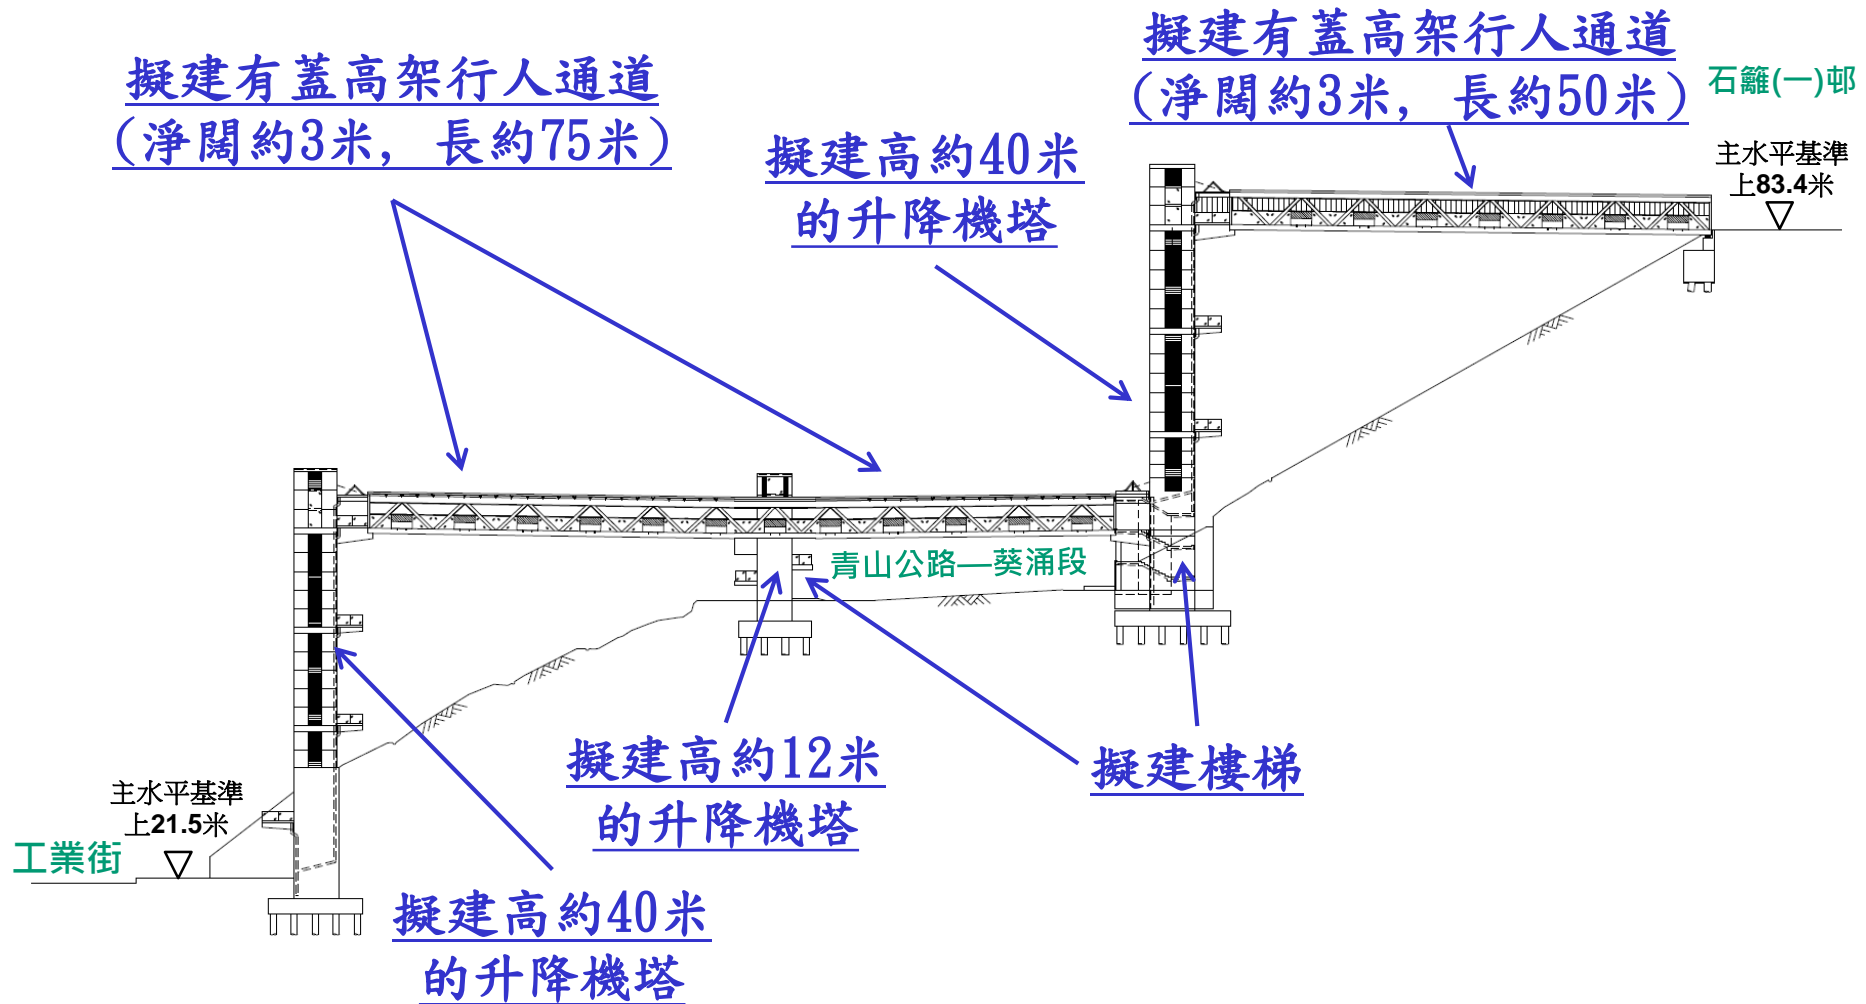 擬建有蓋高架行人通道
(淨闊約3米, 長約75米)
擬建有蓋高架行人通道
(淨闊約3米, 長約50米)
石籬(一)邨
擬建高約40米
的升降機塔
主水平基準
上83.4米
青山公路—葵涌段
擬建高約12米
的升降機塔
擬建樓梯
主水平基準
上21.5米
工業街
擬建高約40米
的升降機塔